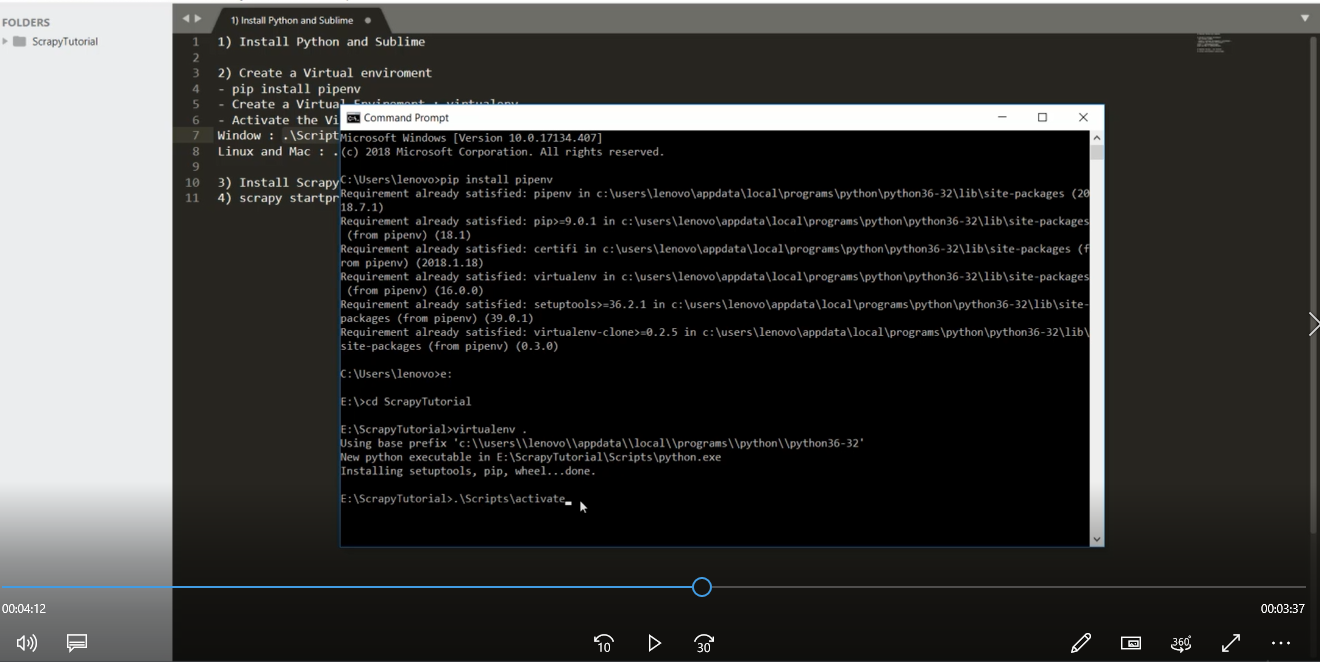 FOLDERS
ScrapyTutorial
1) Install Python and Sublime
1 1) Install Python and Sublime
2
3 2) Create a Virtual enviroment
4 - pip install pipenv
5 - Create a Virtual Enviroment : virtualenv
6 - Activate the Vi
7 Window : .\Script
8 Linux and Mac : .
9
10 3) Install Scrapy
11 4) scrapy startpr
Command Prompt
Microsoft Windows [Version 10.0.17134.407]
(c) 2018 Microsoft Corporation. All rights reserved.
C:\Users\lenovo>pip install pipenv
Requirement already satisfied: pipenv in c:\users\lenovo\appdata\local\programs\python\python36-32\lib\site-packages (20
18.7.1)
Requirement already satisfied: pip>=9.0.1 in c:\users\lenovo\appdata\local\programs\python\python36-32\lib\site-packages
(from pipenv) (18.1)
Requirement already satisfied: certifi in c:\users\lenovo\appdata\local\programs\python\python36-32\lib\site-packages (f
rom pipenv) (2018.1.18)
Requirement already satisfied: virtualenv in c:\users\lenovo\appdata\local\programs\python\python36-32\lib\site-packages
(from pipenv) (16.0.0)
Requirement already satisfied: setuptools>=36.2.1 in c:\users\lenovo\appdata\local\programs\python\python36-32\lib\site-
packages (from pipenv) (39.0.1)
Requirement already satisfied: virtualenv-clone>=0.2.5 in c:\users\lenovo\appdata\local\programs\python\python36-32\lib\
site-packages (from pipenv) (0.3.0)
C:\Users\lenovo>e:
E:\>cd ScrapyTutorial
E:\ScrapyTutorial>virtualenv .
Using base prefix 'c:\\users\\lenovo\\appdata\\local\\programs\\python\\python36-32'
New python executable in E:\ScrapyTutorial\Scripts\python.exe
Installing setuptools, pip, wheel...done.
E:\ScrapyTutorial>.\Scripts\activate
00:04:12
00:03:37
10
30
360°